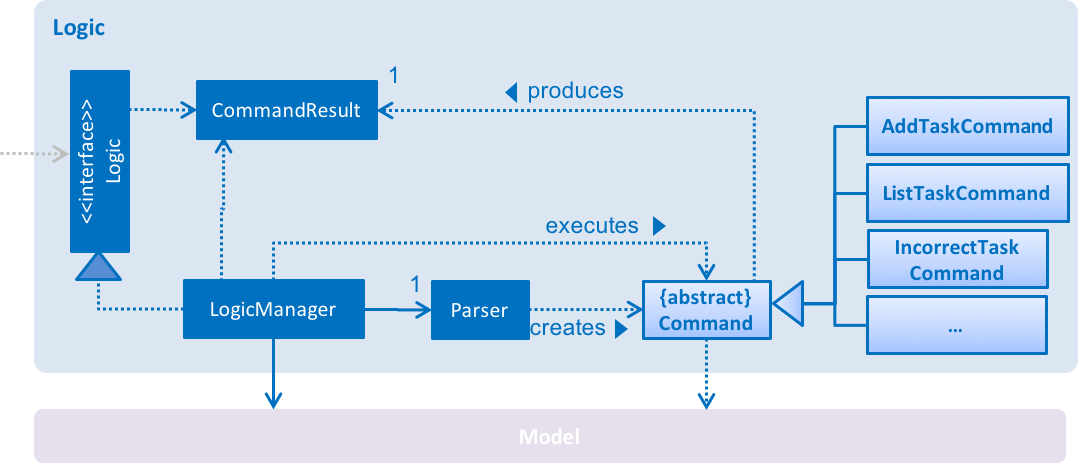 Logic
1
◀ produces
CommandResult
<<interface>>
Logic
AddTaskCommand
ListTaskCommand
executes ▶
IncorrectTask
Command
1
LogicManager
Parser
creates ▶
{abstract}
Command
...
Model